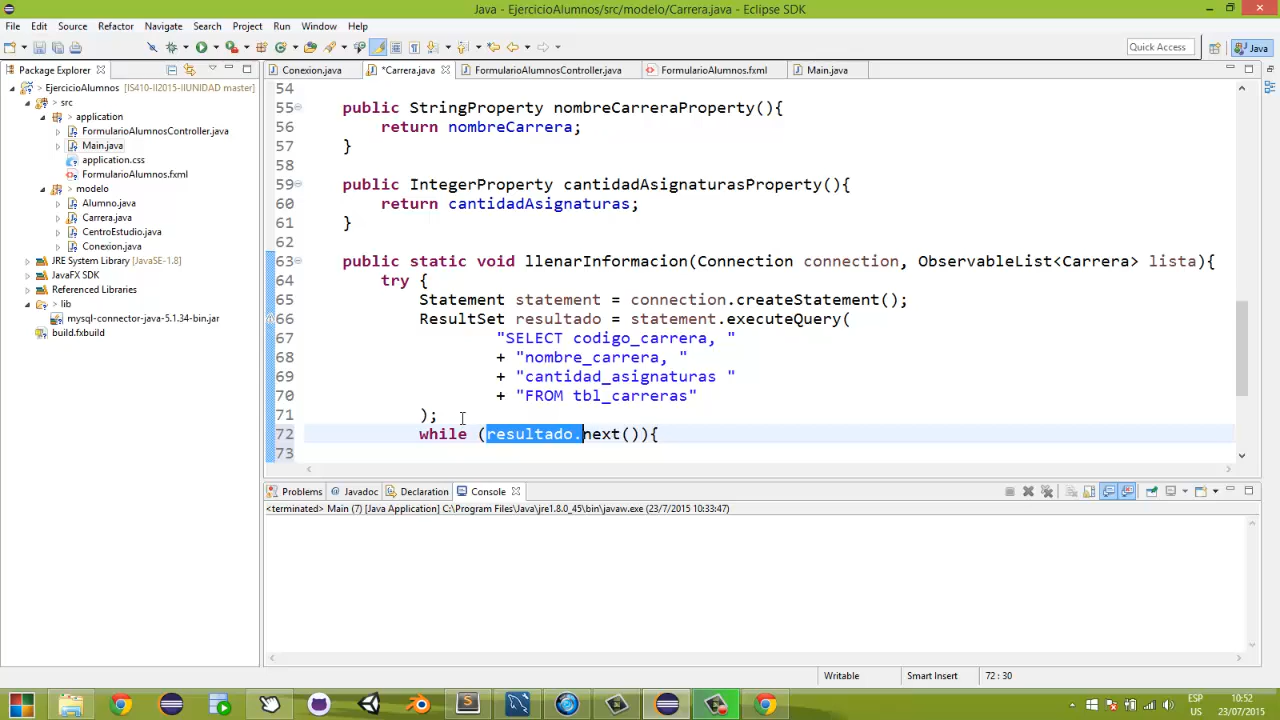 Java - EjercicioAlumnos/src/modelo/Carrera.java - Eclipse SDK
File Edit Source Refactor Navigate Search Project Run Window Help
Quick Access
Java
Package Explorer
Conexion.java
*Carrera.java
FormularioAlumnosController.java
FormularioAlumnos.fxml
Main.java
EjercicioAlumnos [IS410-II2015-IIUNIDAD master]
> src
> application
FormularioAlumnosController.java
Main.java
application.css
FormularioAlumnos.fxml
> modelo
Alumno.java
Carrera.java
CentroEstudio.java
Conexion.java
JRE System Library [JavaSE-1.8]
JavaFX SDK
Referenced Libraries
> lib
mysql-connector-java-5.1.34-bin.jar
build.fxbuild
54
55 public StringProperty nombreCarreraProperty(){
56 return nombreCarrera;
57 }
58
59 public IntegerProperty cantidadAsignaturasProperty(){
60 return cantidadAsignaturas;
61 }
62
63 public static void llenarInformacion(Connection connection, ObservableList<Carrera> lista){
64 try {
65 Statement statement = connection.createStatement();
66 ResultSet resultado = statement.executeQuery(
67 "SELECT codigo_carrera, "
68 + "nombre_carrera, "
69 + "cantidad_asignaturas "
70 + "FROM tbl_carreras"
71 );
72 while (resultado.next()){
73
Problems Javadoc Declaration Console
<terminated> Main (7) [Java Application] C:\Program Files\Java\jre1.8.0_45\bin\javaw.exe (23/7/2015 10:33:47)
Writable
Smart Insert
72 : 30
ESP
US
10:52
23/07/2015